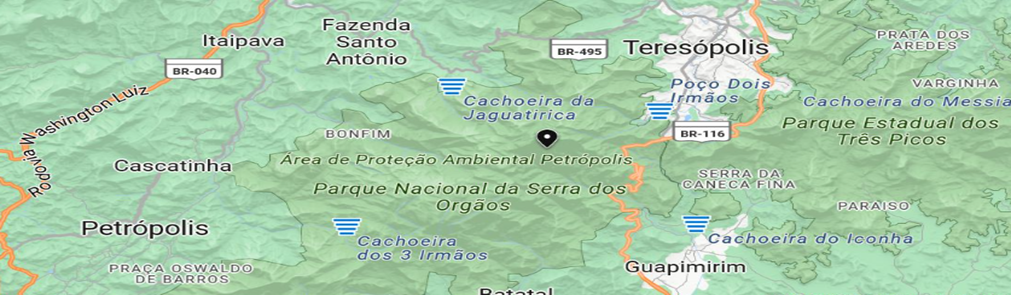 Fazenda
Santo
Antônio
Itaipava
BR-040
Rodovia Washington Luiz
BR-495
Teresópolis
PRATA DOS
AREDES
Cachoeira da
Jaguatirica
Poço Dois
Irmãos
VARGINHA
Cachoeira do Messia
BR-116
Parque Estadual dos
Três Picos
BONFIM
Área de Proteção Ambiental Petrópolis
Cascatinha
Parque Nacional da Serra dos
Orgãos
SERRA DA
CANECA FINA
PARAISO
Petrópolis
Cachoeira
dos 3 Irmãos
Cachoeira do Iconha
PRAÇA OSWALDO
DE BARROS
Guapimirim
Batatal